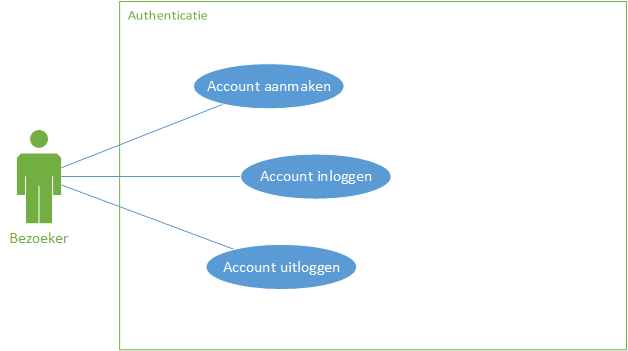 Authenticatie
Account aanmaken
Account inloggen
Bezoeker
Account uitloggen